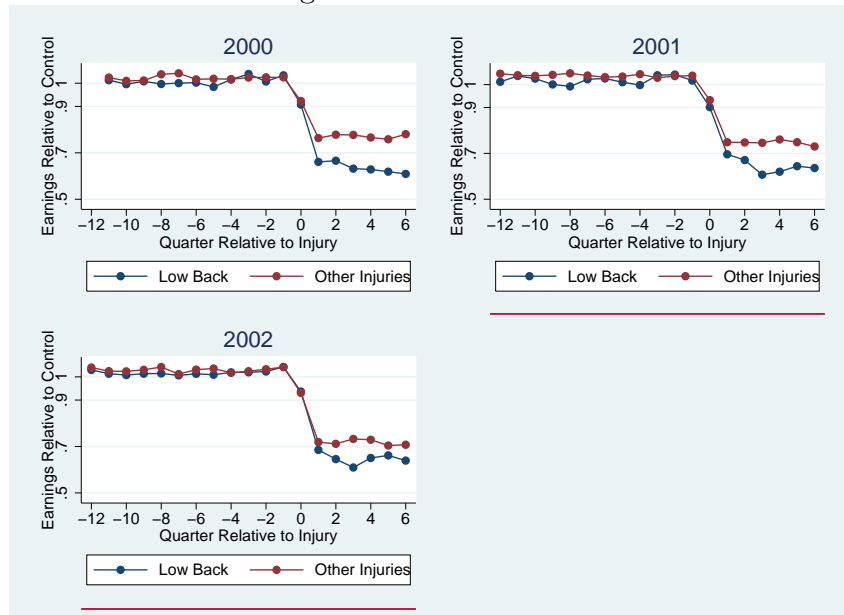 2000
Earnings Relative to Control
.5 .7 .9 1
−12 −10 −8 −6 −4 −2 0 2 4 6
Quarter Relative to Injury
Low Back Other Injuries
2001
Earnings Relative to Control
.5 .7 .9 1
−12 −10 −8 −6 −4 −2 0 2 4 6
Quarter Relative to Injury
Low Back Other Injuries
2002
Earnings Relative to Control
.5 .7 .9 1
−12 −10 −8 −6 −4 −2 0 2 4 6
Quarter Relative to Injury
Low Back Other Injuries